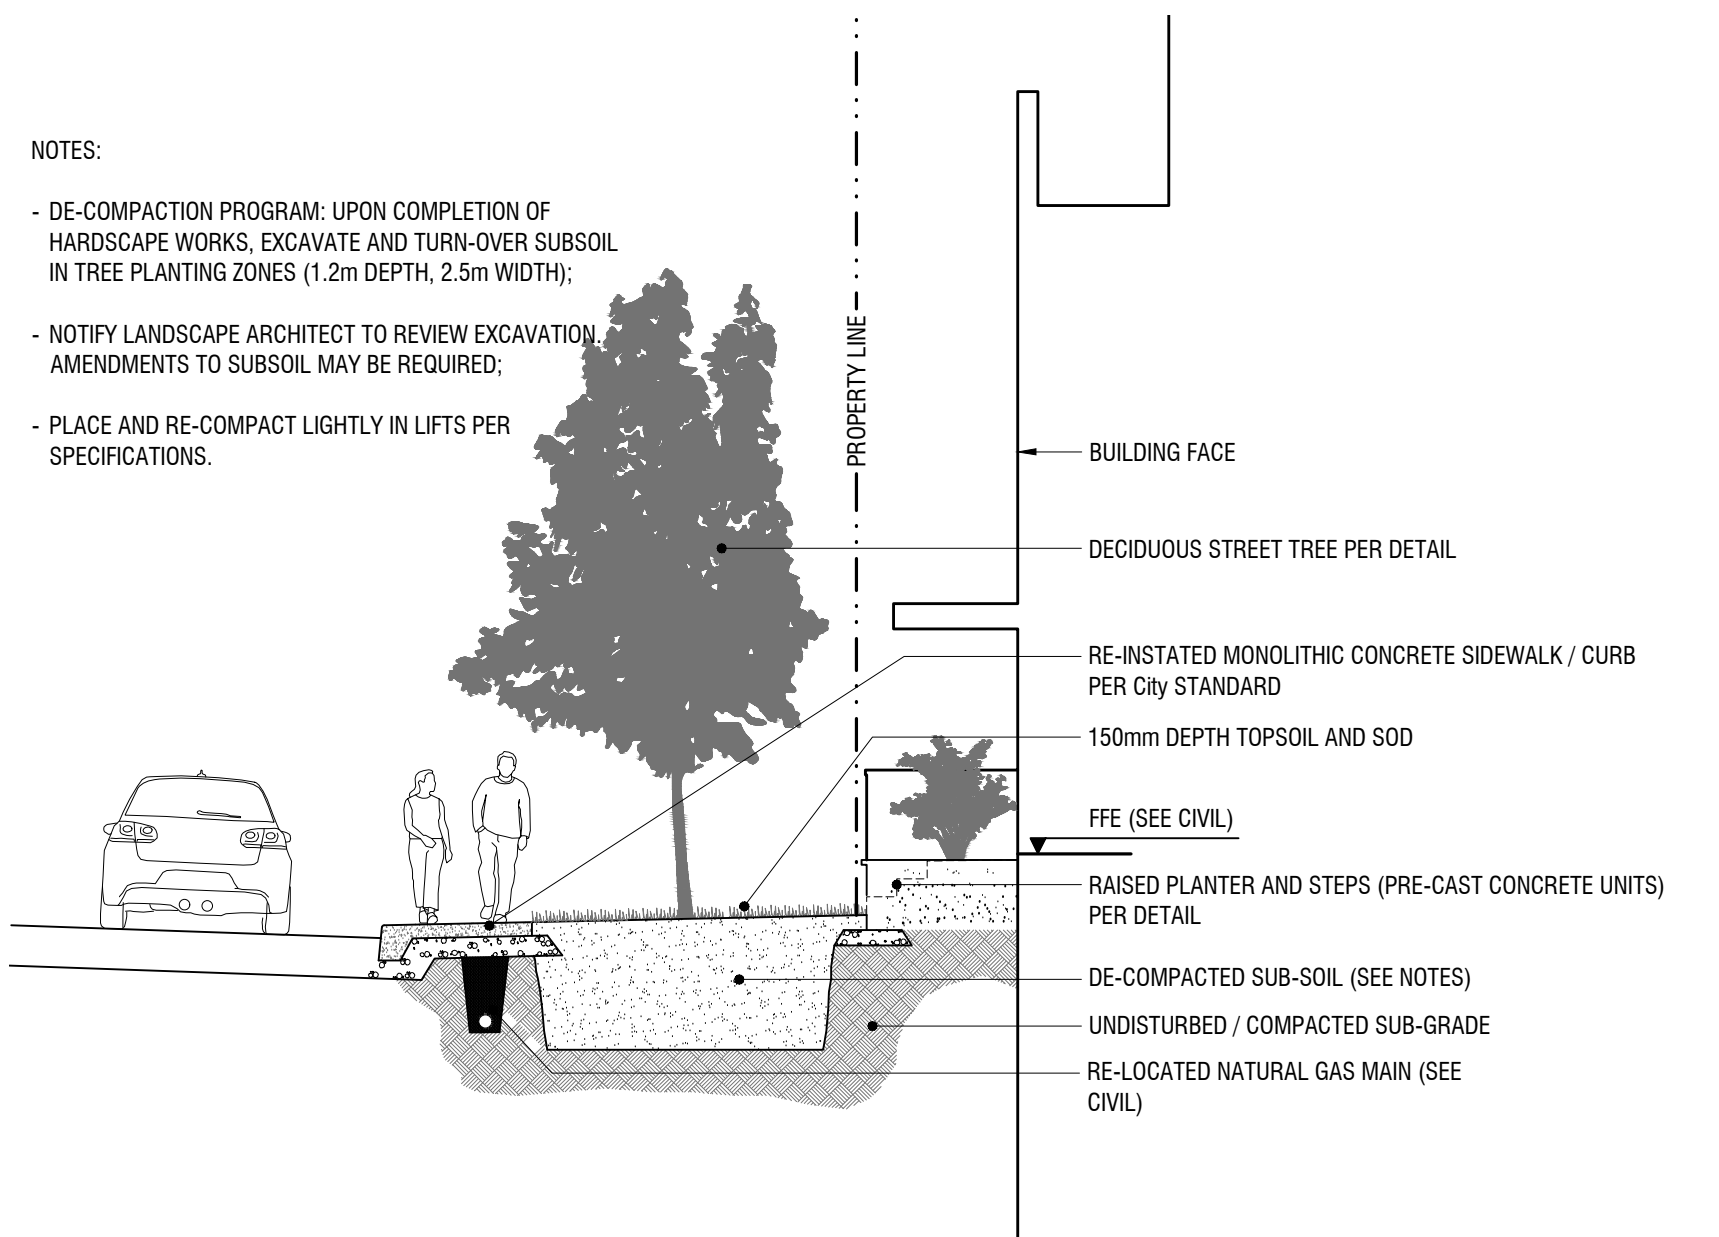 NOTES:
- DE-COMPACTION PROGRAM: UPON COMPLETION OF
HARDSCAPE WORKS, EXCAVATE AND TURN-OVER SUBSOIL
IN TREE PLANTING ZONES (1.2m DEPTH, 2.5m WIDTH);
- NOTIFY LANDSCAPE ARCHITECT TO REVIEW EXCAVATION.
AMENDMENTS TO SUBSOIL MAY BE REQUIRED;
- PLACE AND RE-COMPACT LIGHTLY IN LIFTS PER
SPECIFICATIONS.
PROPERTY LINE
BUILDING FACE
DECIDUOUS STREET TREE PER DETAIL
RE-INSTATED MONOLITHIC CONCRETE SIDEWALK / CURB
PER City STANDARD
150mm DEPTH TOPSOIL AND SOD
FFE (SEE CIVIL)
RAISED PLANTER AND STEPS (PRE-CAST CONCRETE UNITS)
PER DETAIL
DE-COMPACTED SUB-SOIL (SEE NOTES)
UNDISTURBED / COMPACTED SUB-GRADE
RE-LOCATED NATURAL GAS MAIN (SEE
CIVIL)